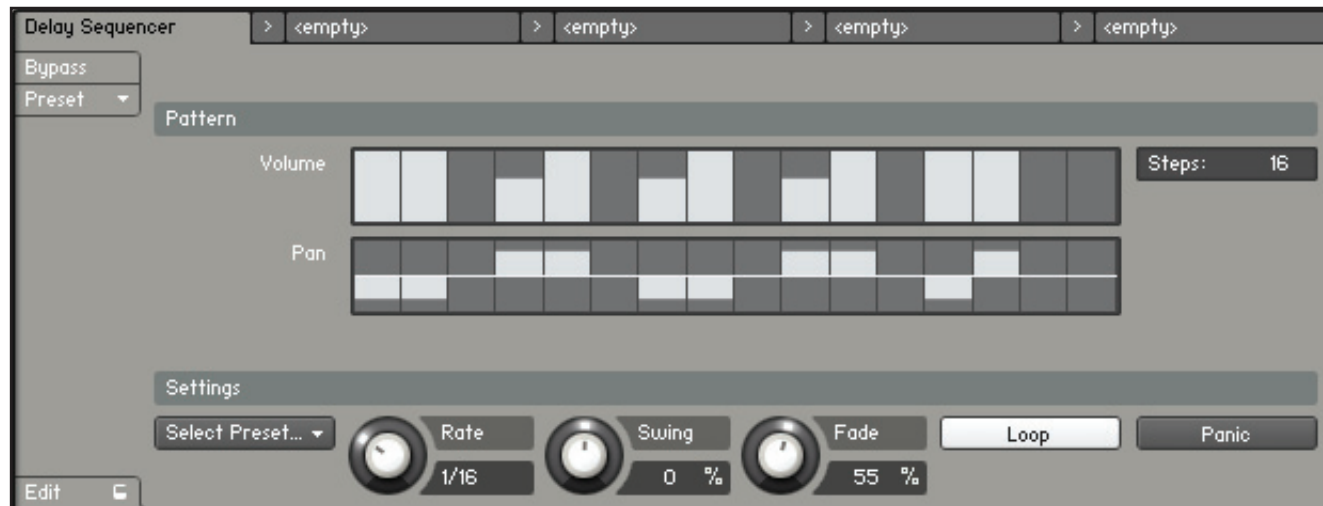 Delay Sequencer > <empty> > <empty> > <empty> > <empty>
Bypass
Preset
Pattern
Volume
Steps: 16
Pan
Settings
Select Preset... Rate Swing Fade Loop Panic
1/16 0 % 55 %
Edit